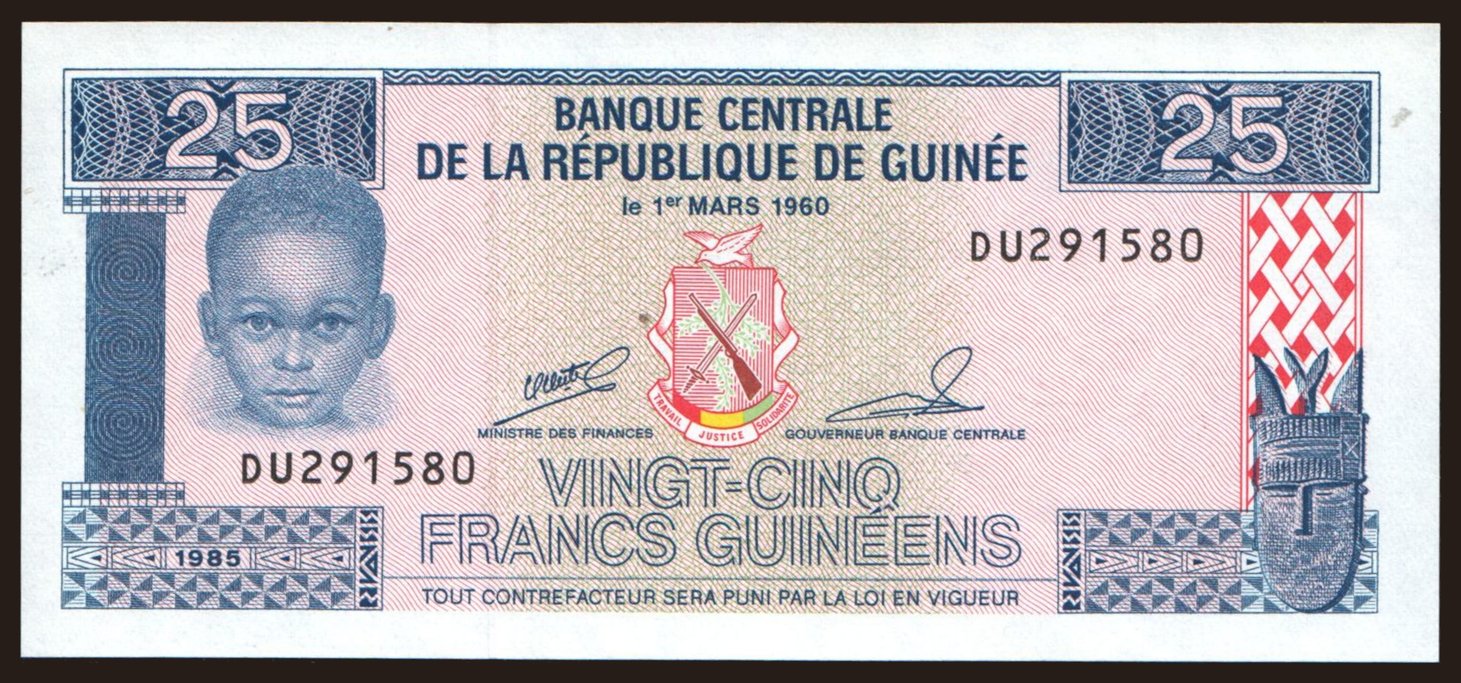 25
25
BANQUE CENTRALE
DE LA RÉPUBLIQUE DE GUINÉE
le 1er MARS 1960
DU291580
TRAVAIL JUSTICE SOLIDARITÉ
MINISTRE DES FINANCES
GOUVERNEUR BANQUE CENTRALE
DU291580
VINGT-CINQ
FRANCS GUINÉENS
1985
TOUT CONTREFACTEUR SERA PUNI PAR LA LOI EN VIGUEUR